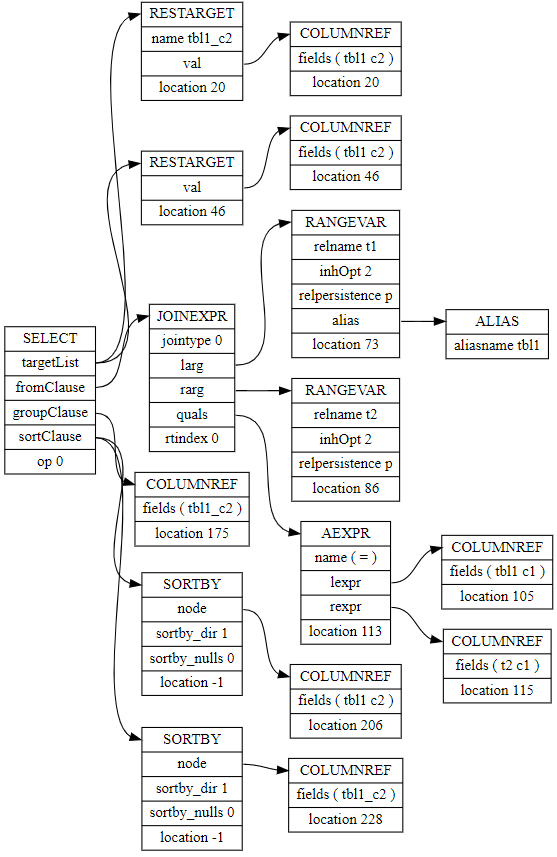 SELECT
targetList
fromClause
groupClause
sortClause
op 0
RESTARGET
name tbl1_c2
val
location 20
COLUMNREF
fields ( tbl1 c2 )
location 20
RESTARGET
val
location 46
COLUMNREF
fields ( tbl1 c2 )
location 46
JOINEXPR
jointype 0
larg
rarg
quals
rtindex 0
RANGEVAR
relname t1
inhOpt 2
relpersistence p
alias
location 73
ALIAS
aliasname tbl1
RANGEVAR
relname t2
inhOpt 2
relpersistence p
location 86
AEXPR
name ( = )
lexpr
rexpr
location 113
COLUMNREF
fields ( tbl1 c1 )
location 105
COLUMNREF
fields ( t2 c1 )
location 115
COLUMNREF
fields ( tbl1_c2 )
location 175
SORTBY
node
sortby_dir 1
sortby_nulls 0
location -1
COLUMNREF
fields ( tbl1 c2 )
location 206
SORTBY
node
sortby_dir 1
sortby_nulls 0
location -1
COLUMNREF
fields ( tbl1_c2 )
location 228